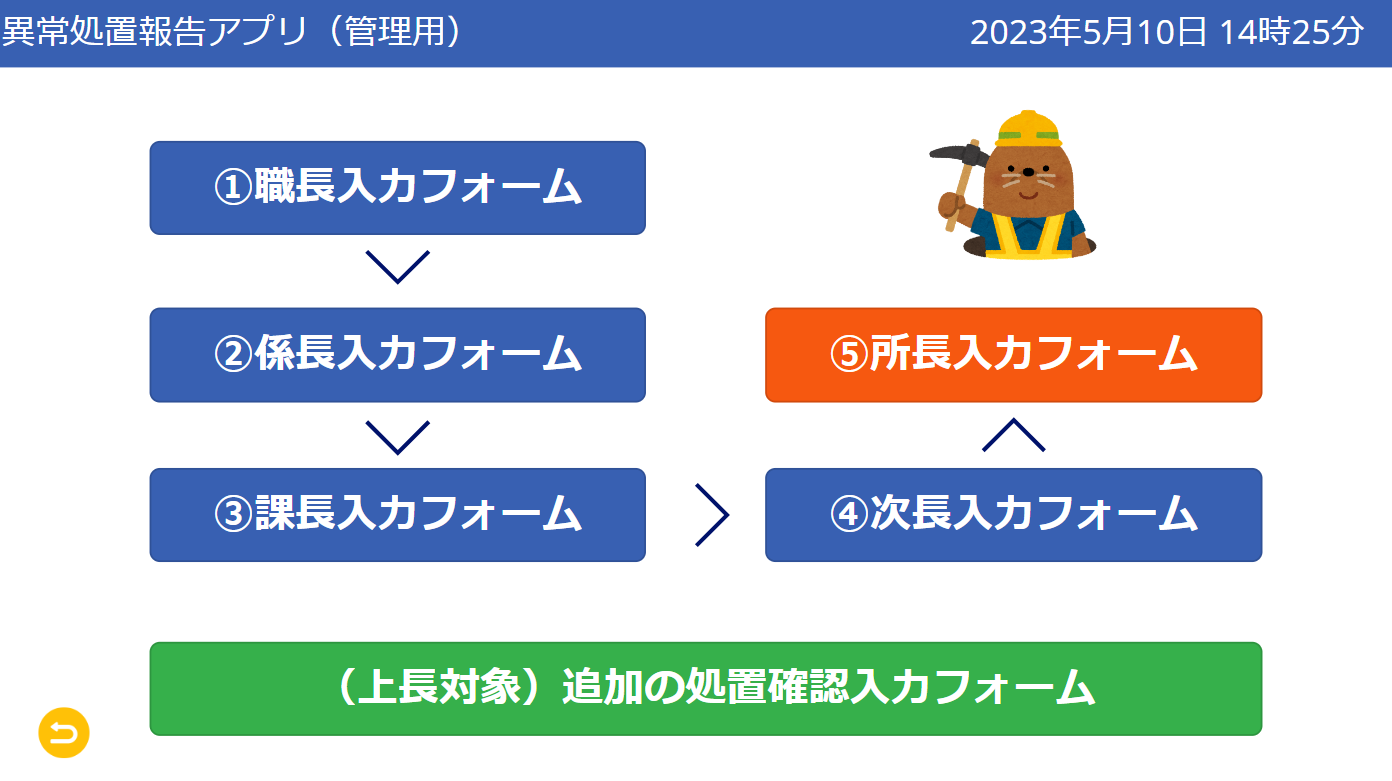 異常処置報告アプリ（管理用）
2023年5月10日 14時25分
①職長入力フォーム
②係長入力フォーム
③課長入力フォーム
④次長入力フォーム
⑤所長入力フォーム
（上長対象）追加の処置確認入力フォーム